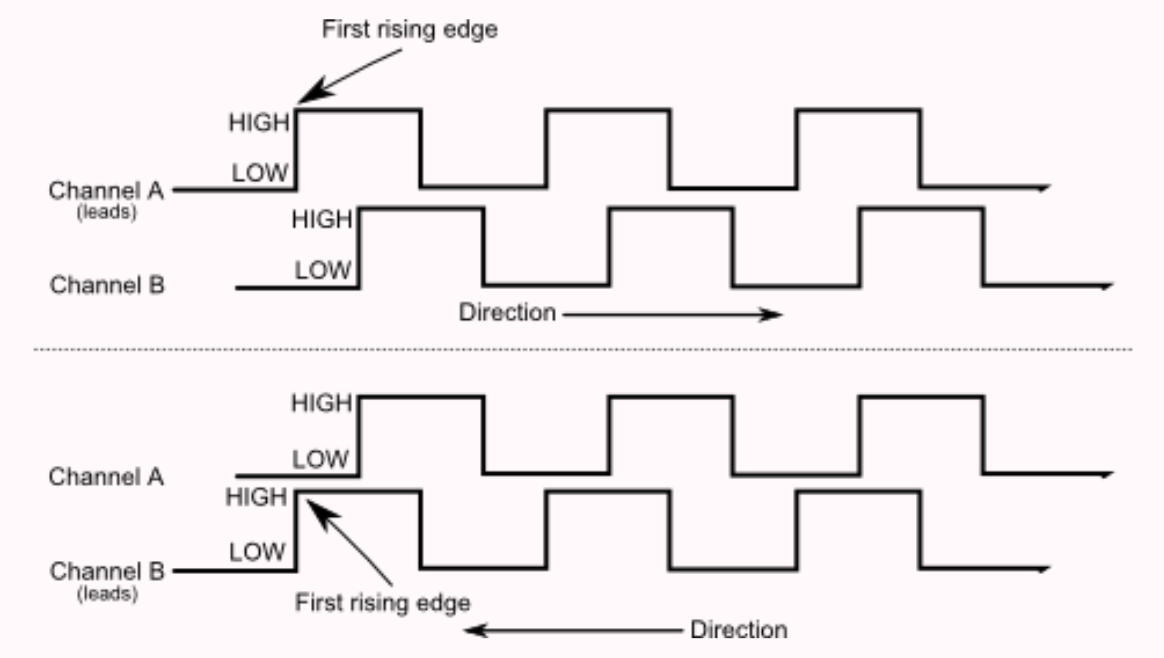 First rising edge
HIGH
LOW
Channel A
(leads)
HIGH
LOW
Channel B
Direction
HIGH
LOW
Channel A
HIGH
LOW
Channel B
(leads)
First rising edge
Direction